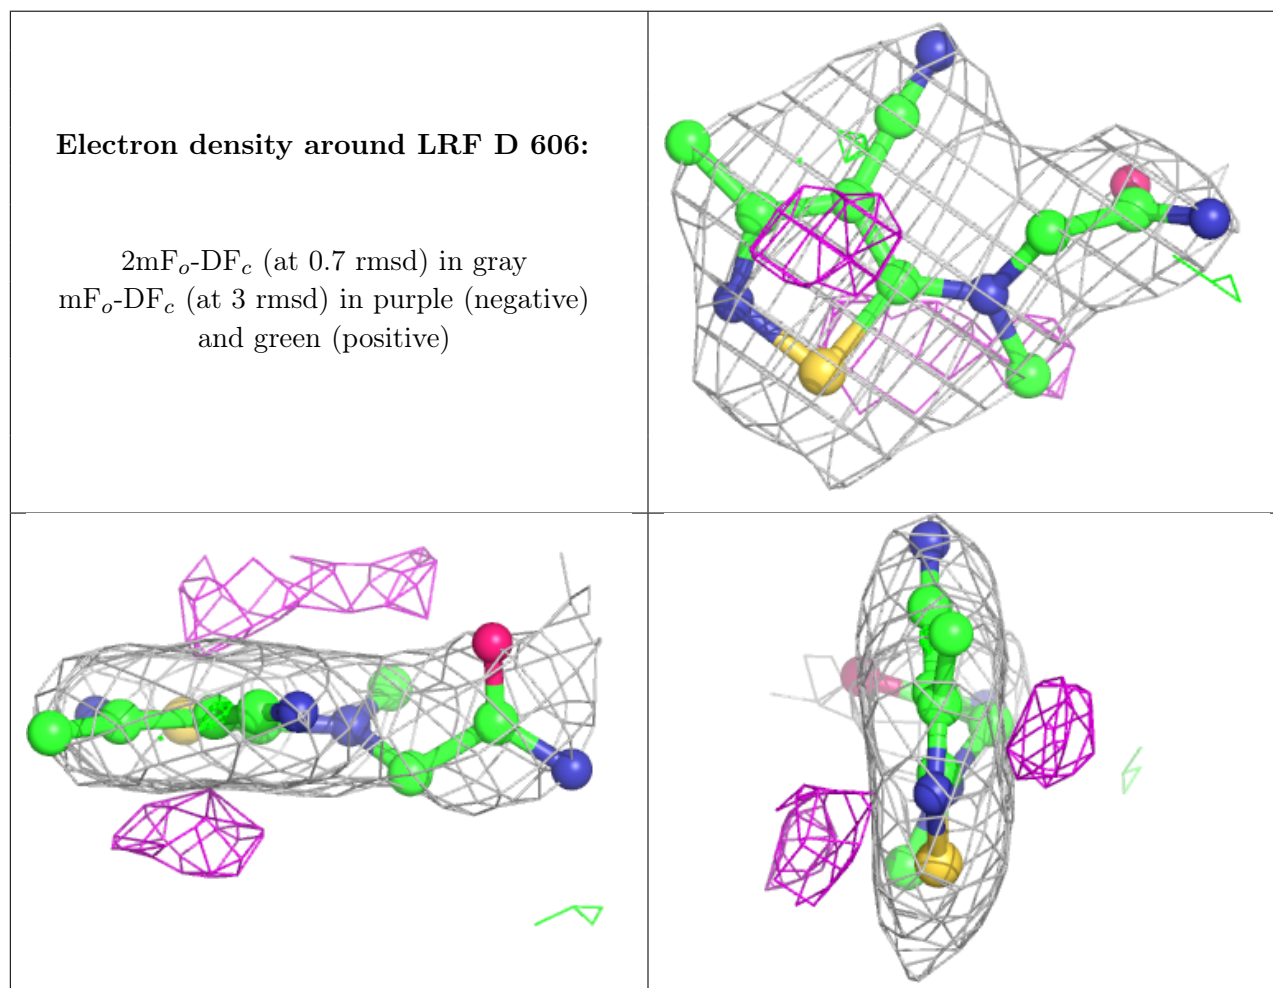 Electron density around LRF D 606:
2mFo-DFc (at 0.7 rmsd) in gray
mFo-DFc (at 3 rmsd) in purple (negative)
and green (positive)